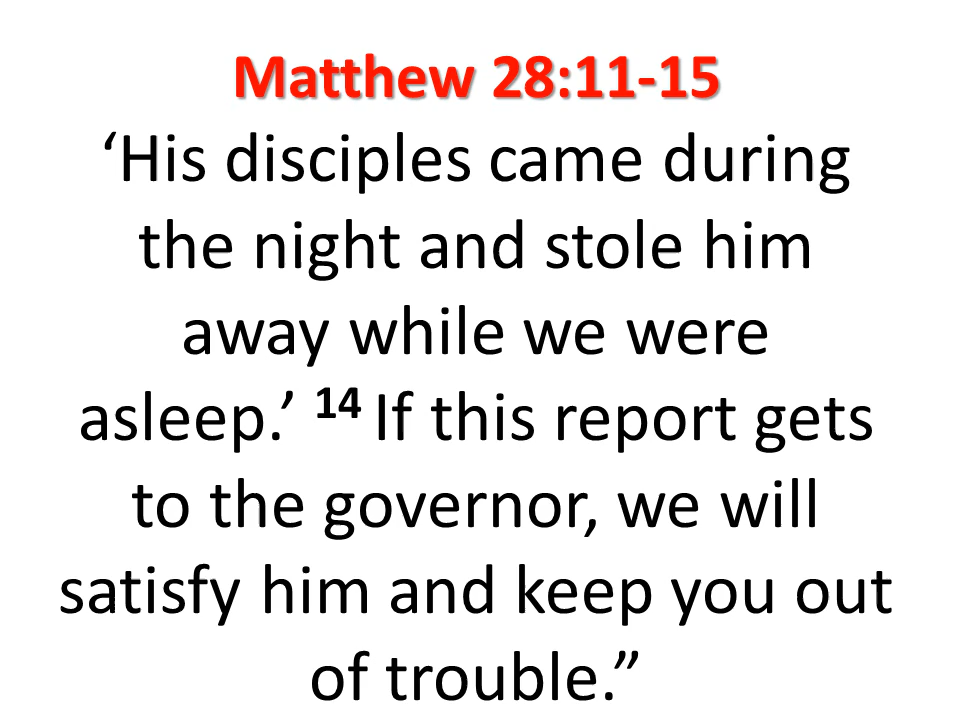 Matthew 28:11-15
‘His disciples came during
the night and stole him
away while we were
asleep.’ 14 If this report gets
to the governor, we will
satisfy him and keep you out
of trouble.”